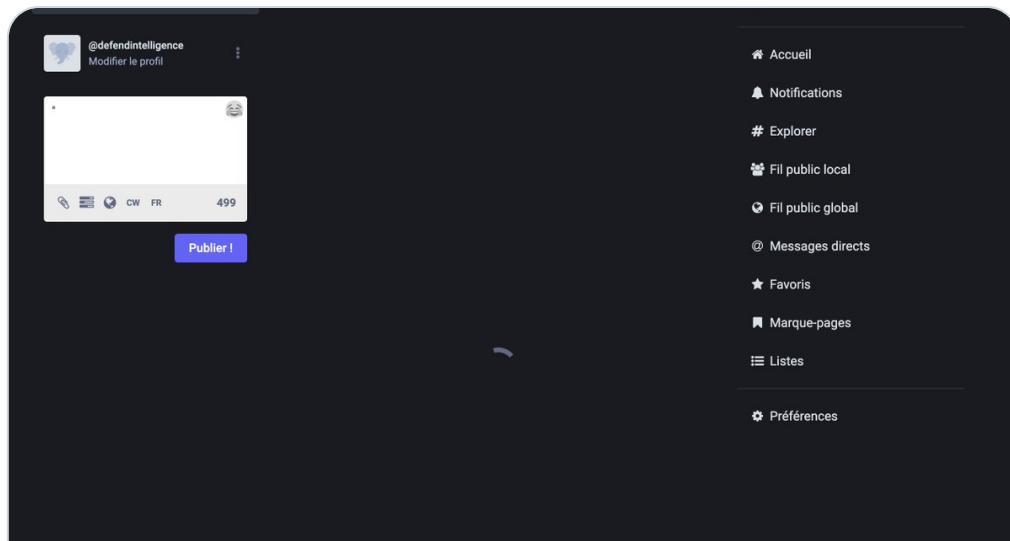 @defendintelligence
Modifier le profil
CW FR 499
Publier !
Accueil
Notifications
# Explorer
Fil public local
Fil public global
@ Messages directs
Favoris
Marque-pages
Listes
Préférences